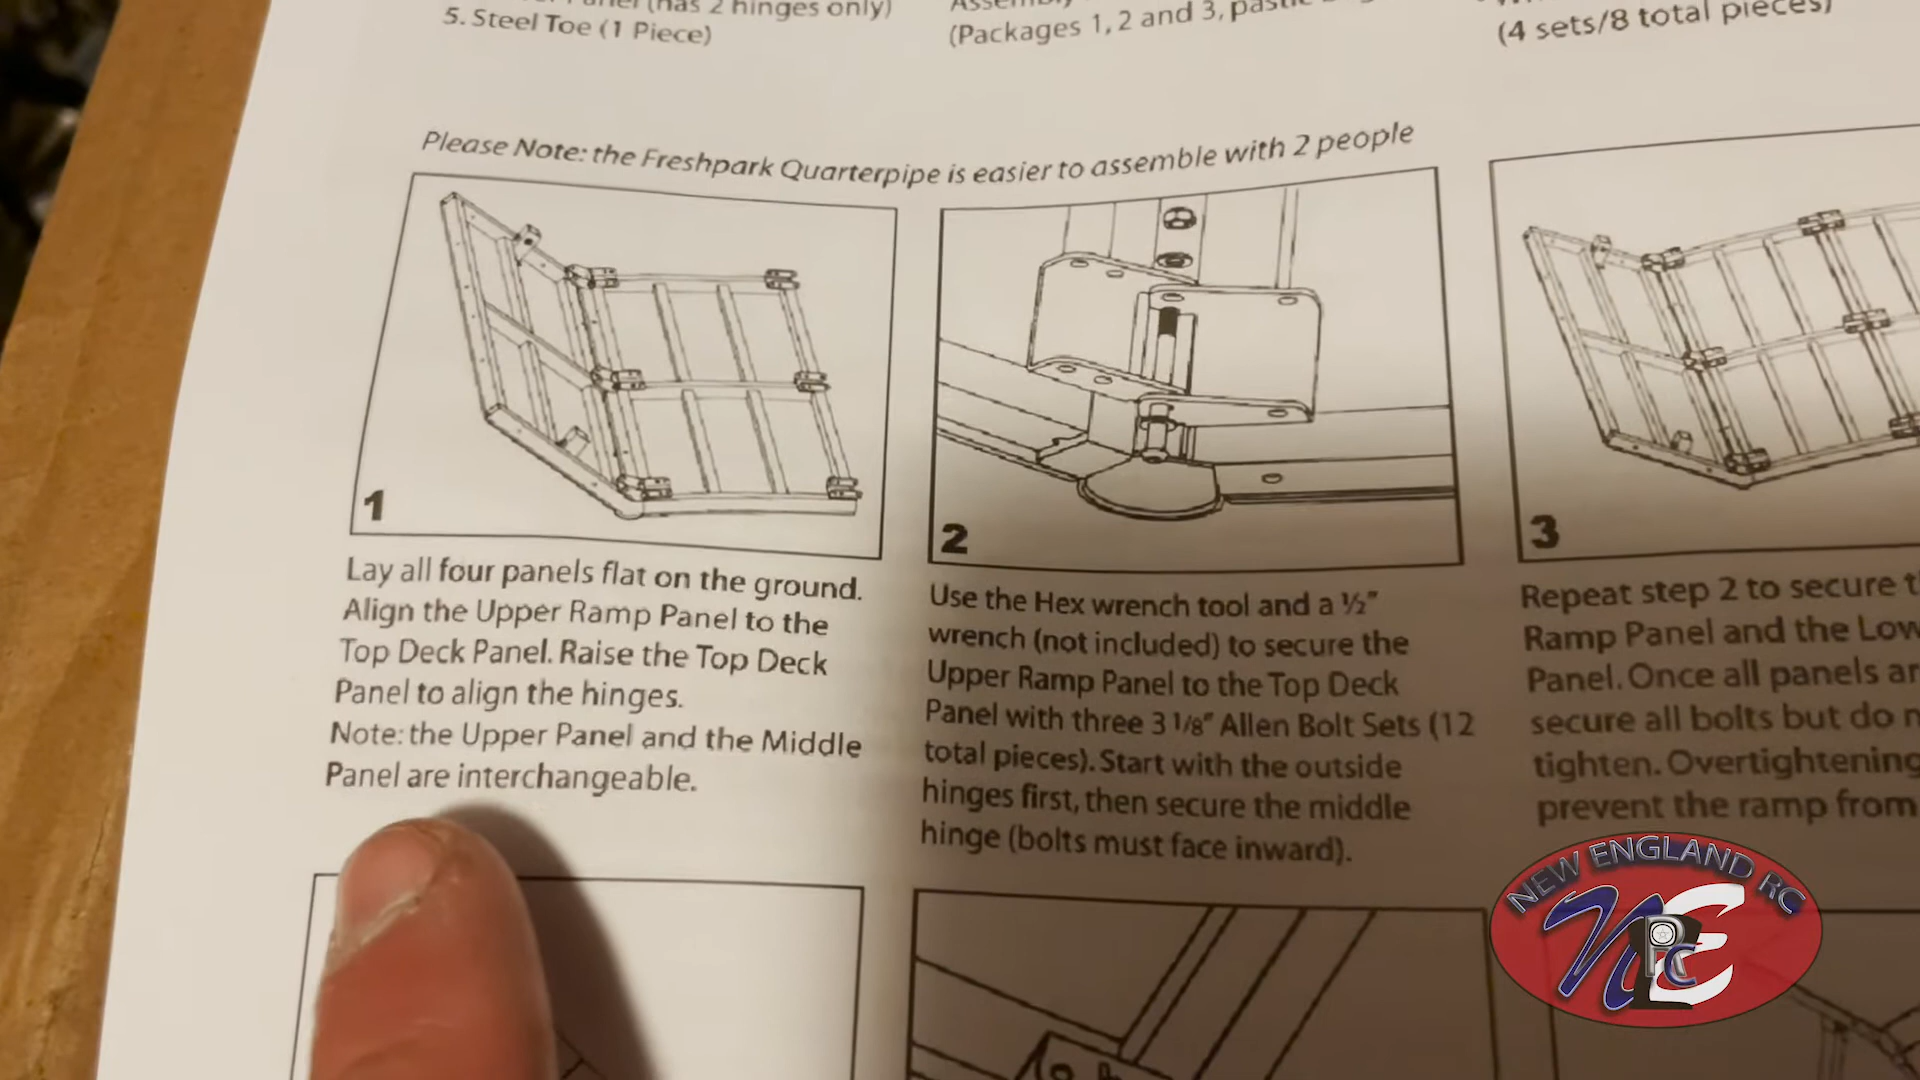 (has 2 hinges only)
5. Steel Toe (1 Piece)
(Packages 1, 2 and 3,
(4 sets/8 total pieces)
Please Note: the Freshpark Quarterpipe is easier to assemble with 2 people
1
Lay all four panels flat on the ground.
Align the Upper Ramp Panel to the
Top Deck Panel. Raise the Top Deck
Panel to align the hinges.
Note: the Upper Panel and the Middle
Panel are interchangeable.
2
Use the Hex wrench tool and a ½”
wrench (not included) to secure the
Upper Ramp Panel to the Top Deck
Panel with three 3 1/8” Allen Bolt Sets (12
total pieces). Start with the outside
hinges first, then secure the middle
hinge (bolts must face inward).
3
Repeat step 2 to secure
Ramp Panel and the
Panel. Once all panels
secure all bolts but do
tighten. Overtightening
prevent the ramp from
NEW ENGLAND RC
NE
RC